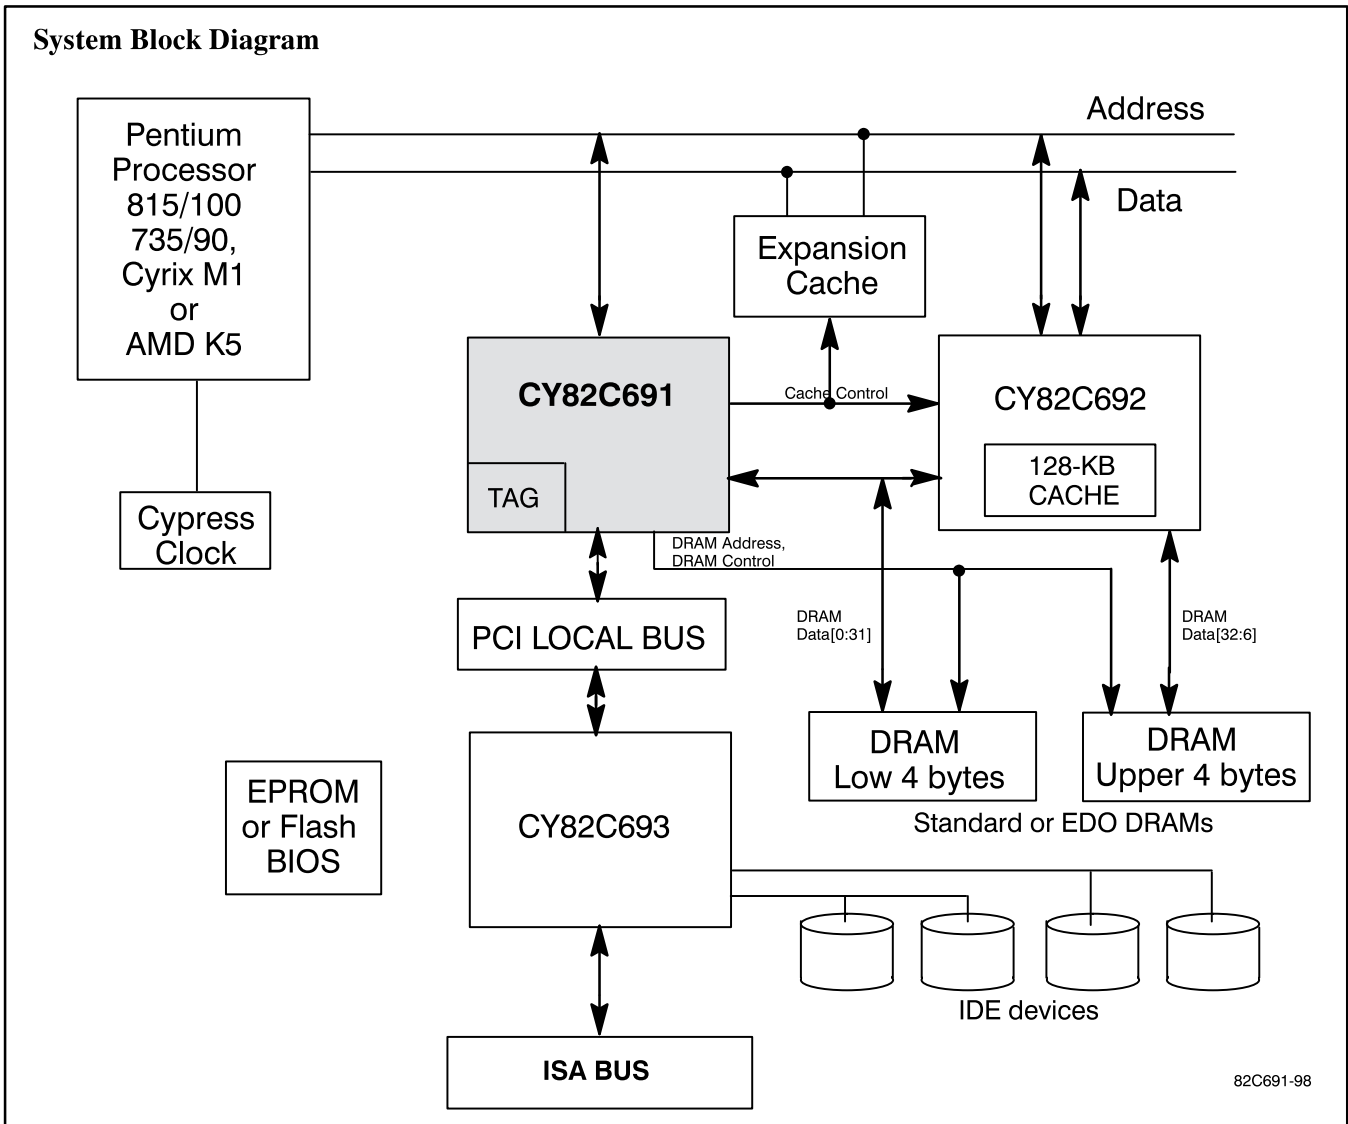 System Block Diagram
Pentium
Processor
815/100
735/90,
Cyrix M1
or
AMD K5
Address
Data
Expansion
Cache
CY82C691
TAG
Cache Control
CY82C692
128-KB
CACHE
Cypress
Clock
DRAM Address,
DRAM Control
PCI LOCAL BUS
DRAM
Data[0:31]
DRAM
Data[32:6]
DRAM
Low 4 bytes
DRAM
Upper 4 bytes
Standard or EDO DRAMs
EPROM
or Flash
BIOS
CY82C693
IDE devices
ISA BUS
82C691-98